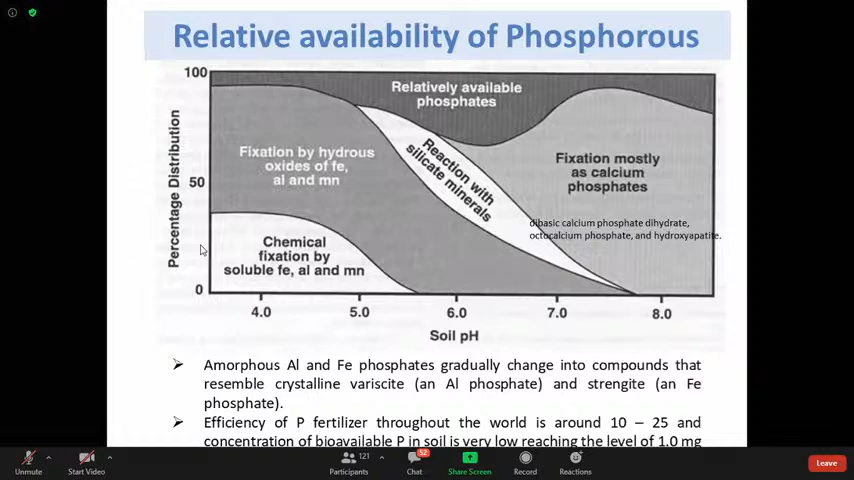 Relative availability of Phosphorous
100
Relatively available
phosphates
Percentage Distribution
Fixation by hydrous
oxides of fe,
al and mn
Reaction with
silicate minerals
Fixation mostly
as calcium
phosphates
50
dibasic calcium phosphate dihydrate,
octocalcium phosphate, and hydroxyapatite.
Chemical
fixation by
soluble fe, al and mn
0
4.0 5.0 6.0 7.0 8.0
Soil pH
➢ Amorphous Al and Fe phosphates gradually change into compounds that
resemble crystalline variscite (an Al phosphate) and strengite (an Fe
phosphate).
➢ Efficiency of P fertilizer throughout the world is around 10 – 25 and
concentration of bioavailable P in soil is very low reaching the level of 1.0 mg
Unmute
Start Video
121
Participants
52
Chat
Share Screen
Record
Reactions
Leave